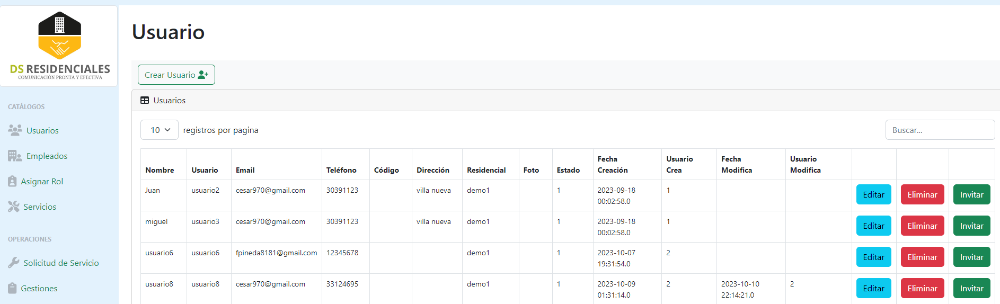 DS RESIDENCIALES
COMUNICACIÓN PRONTA Y EFECTIVA
CATÁLOGOS
Usuarios
Empleados
Asignar Rol
Servicios
OPERACIONES
Solicitud de Servicio
Gestiones
Usuario
Crear Usuario
Usuarios
10 registros por pagina
Buscar...
Nombre Usuario Email Teléfono Código Dirección Residencial Foto Estado Fecha Creación Usuario Crea Fecha Modifica Usuario Modifica
Juan usuario2 cesar970@gmail.com 30391123 villa nueva demo1 1 2023-09-18 00:02:58.0 1 Editar Eliminar Invitar
miguel usuario3 cesar970@gmail.com 30391123 villa nueva demo1 1 2023-09-18 00:02:58.0 1 Editar Eliminar Invitar
usuario6 usuario6 fpineda8181@gmail.com 12345678 demo1 1 2023-10-07 19:31:54.0 2 Editar Eliminar Invitar
usuario8 usuario8 cesar970@gmail.com 33124695 demo1 1 2023-10-09 01:31:14.0 2 2023-10-10 22:14:21.0 2 Editar Eliminar Invitar